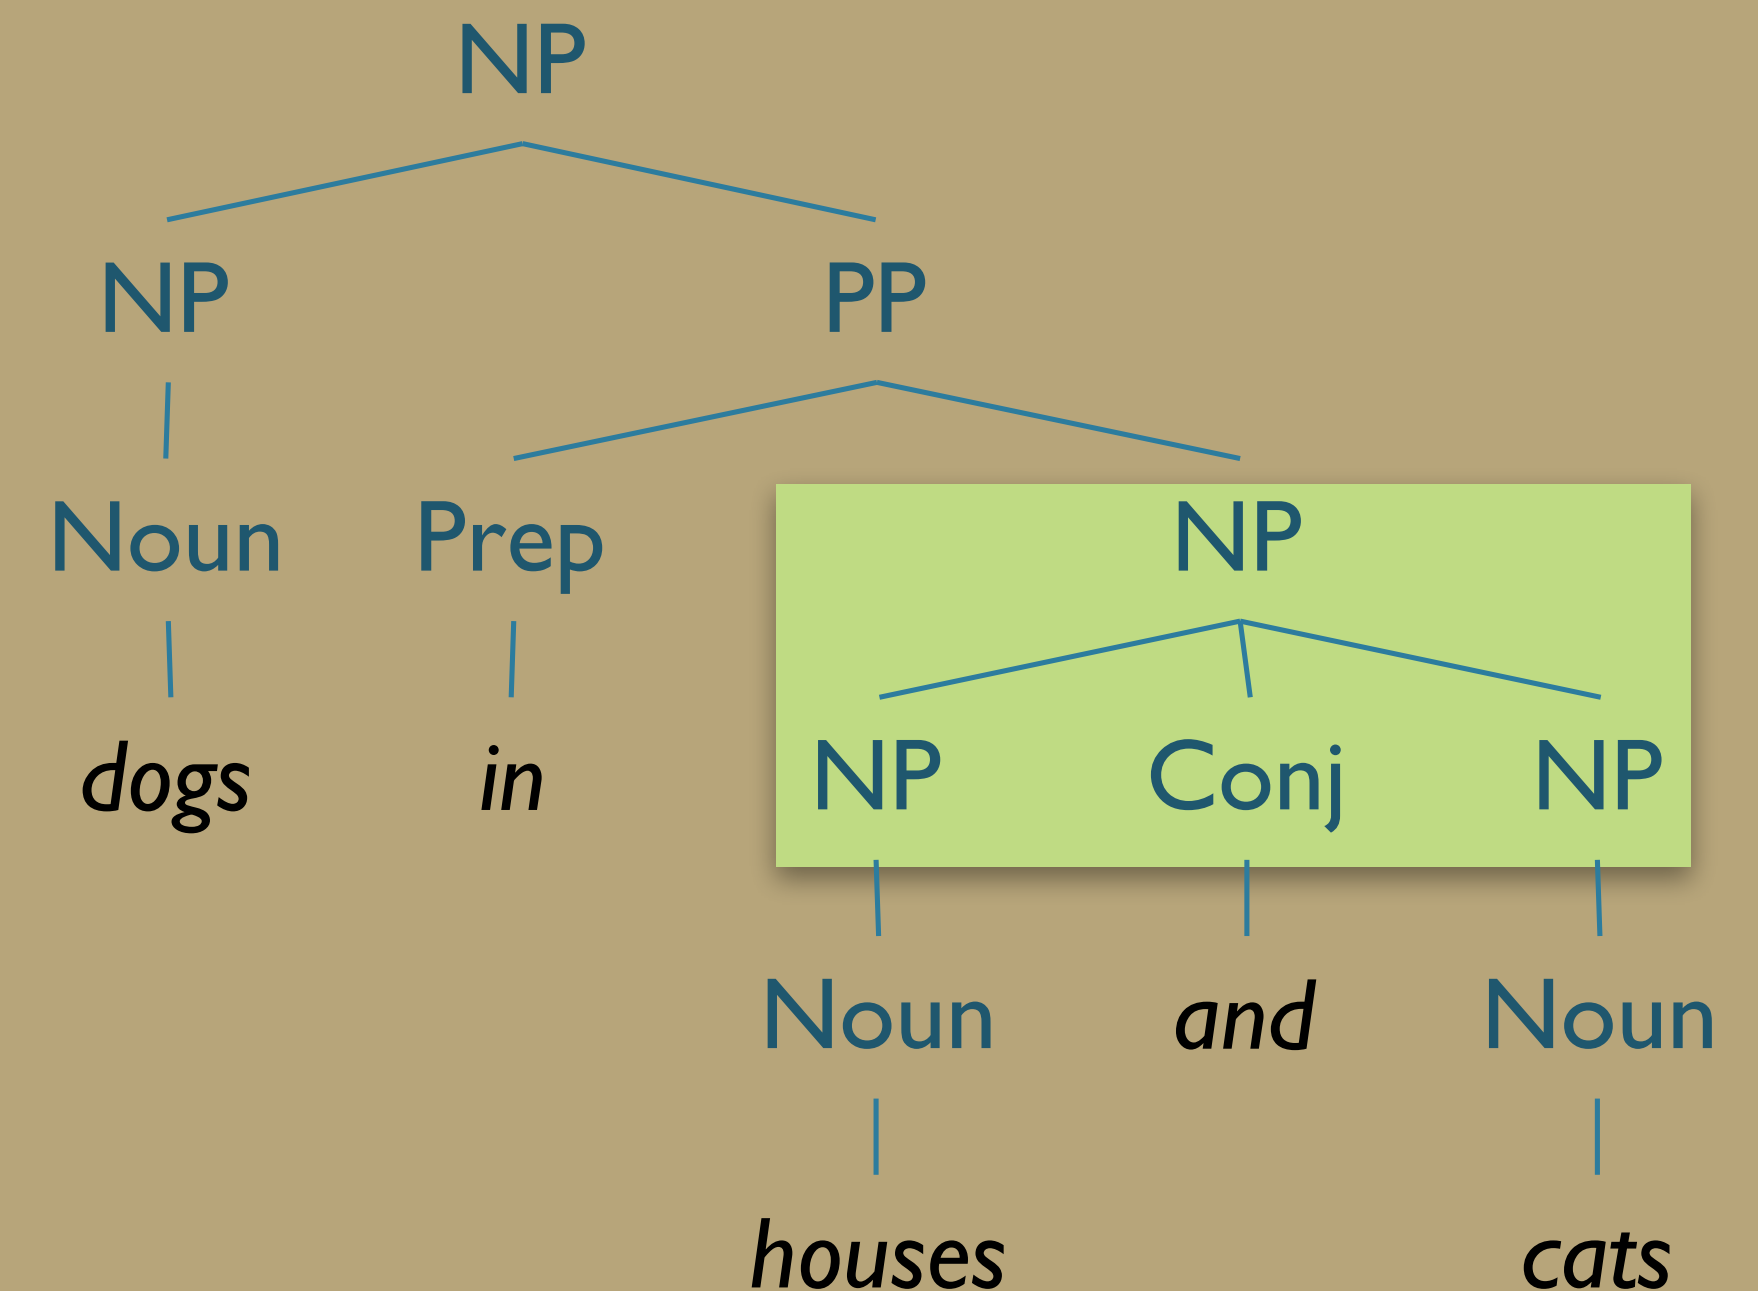 NP
NP PP
Noun Prep NP
dogs in NP Conj NP
Noun and Noun
houses cats